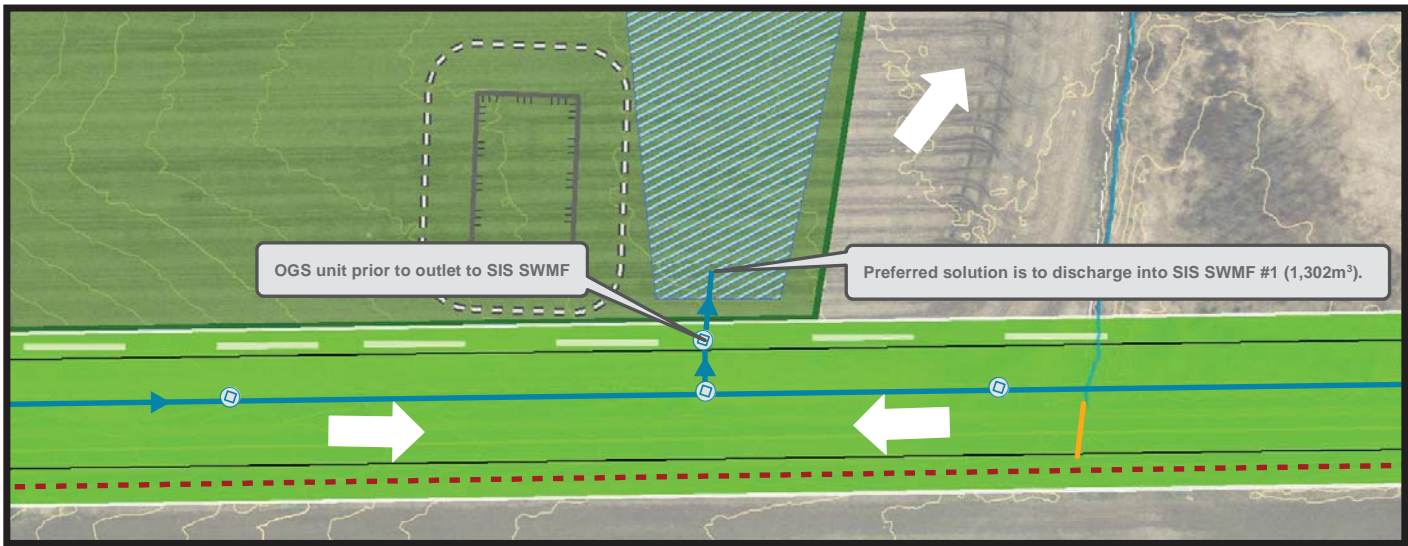 OGS unit prior to outlet to SIS SWMF
Preferred solution is to discharge into SIS SWMF #1 (1,302m³).